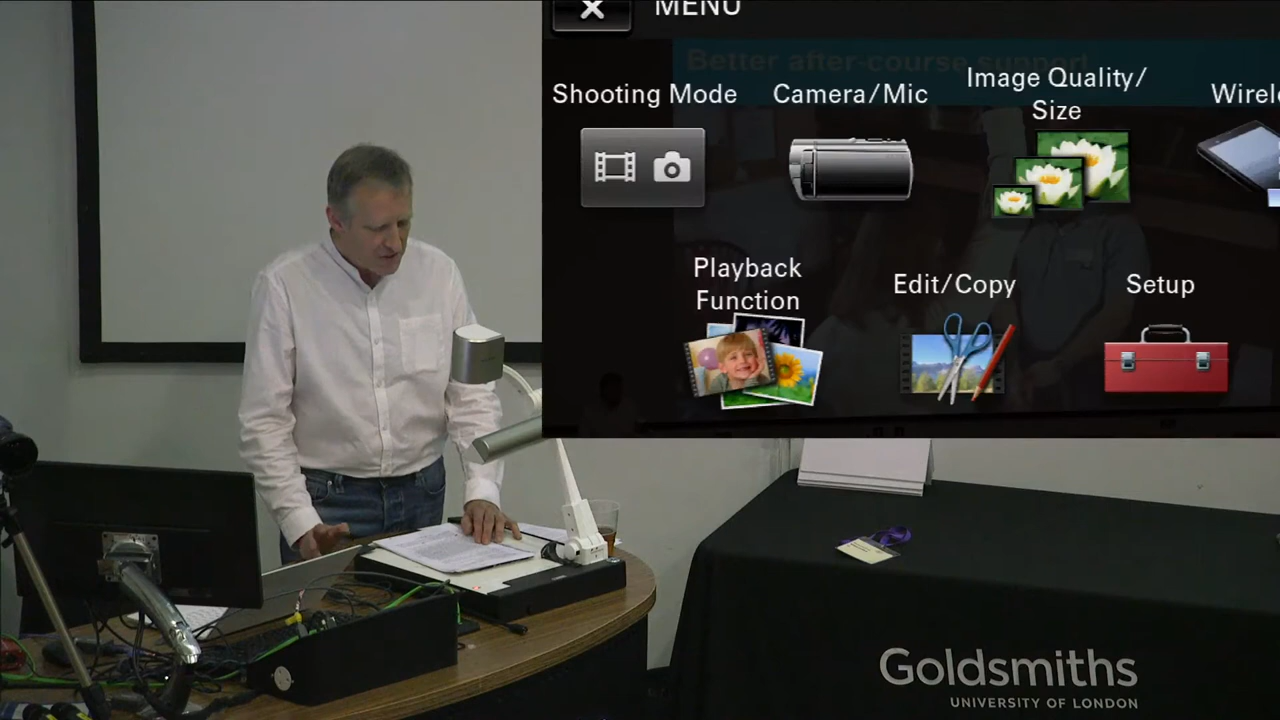 MENU
Better after-course support
Shooting Mode
Camera/Mic
Image Quality/
Size
Wirele
Playback
Function
Edit/Copy
Setup
Goldsmiths
UNIVERSITY OF LONDON